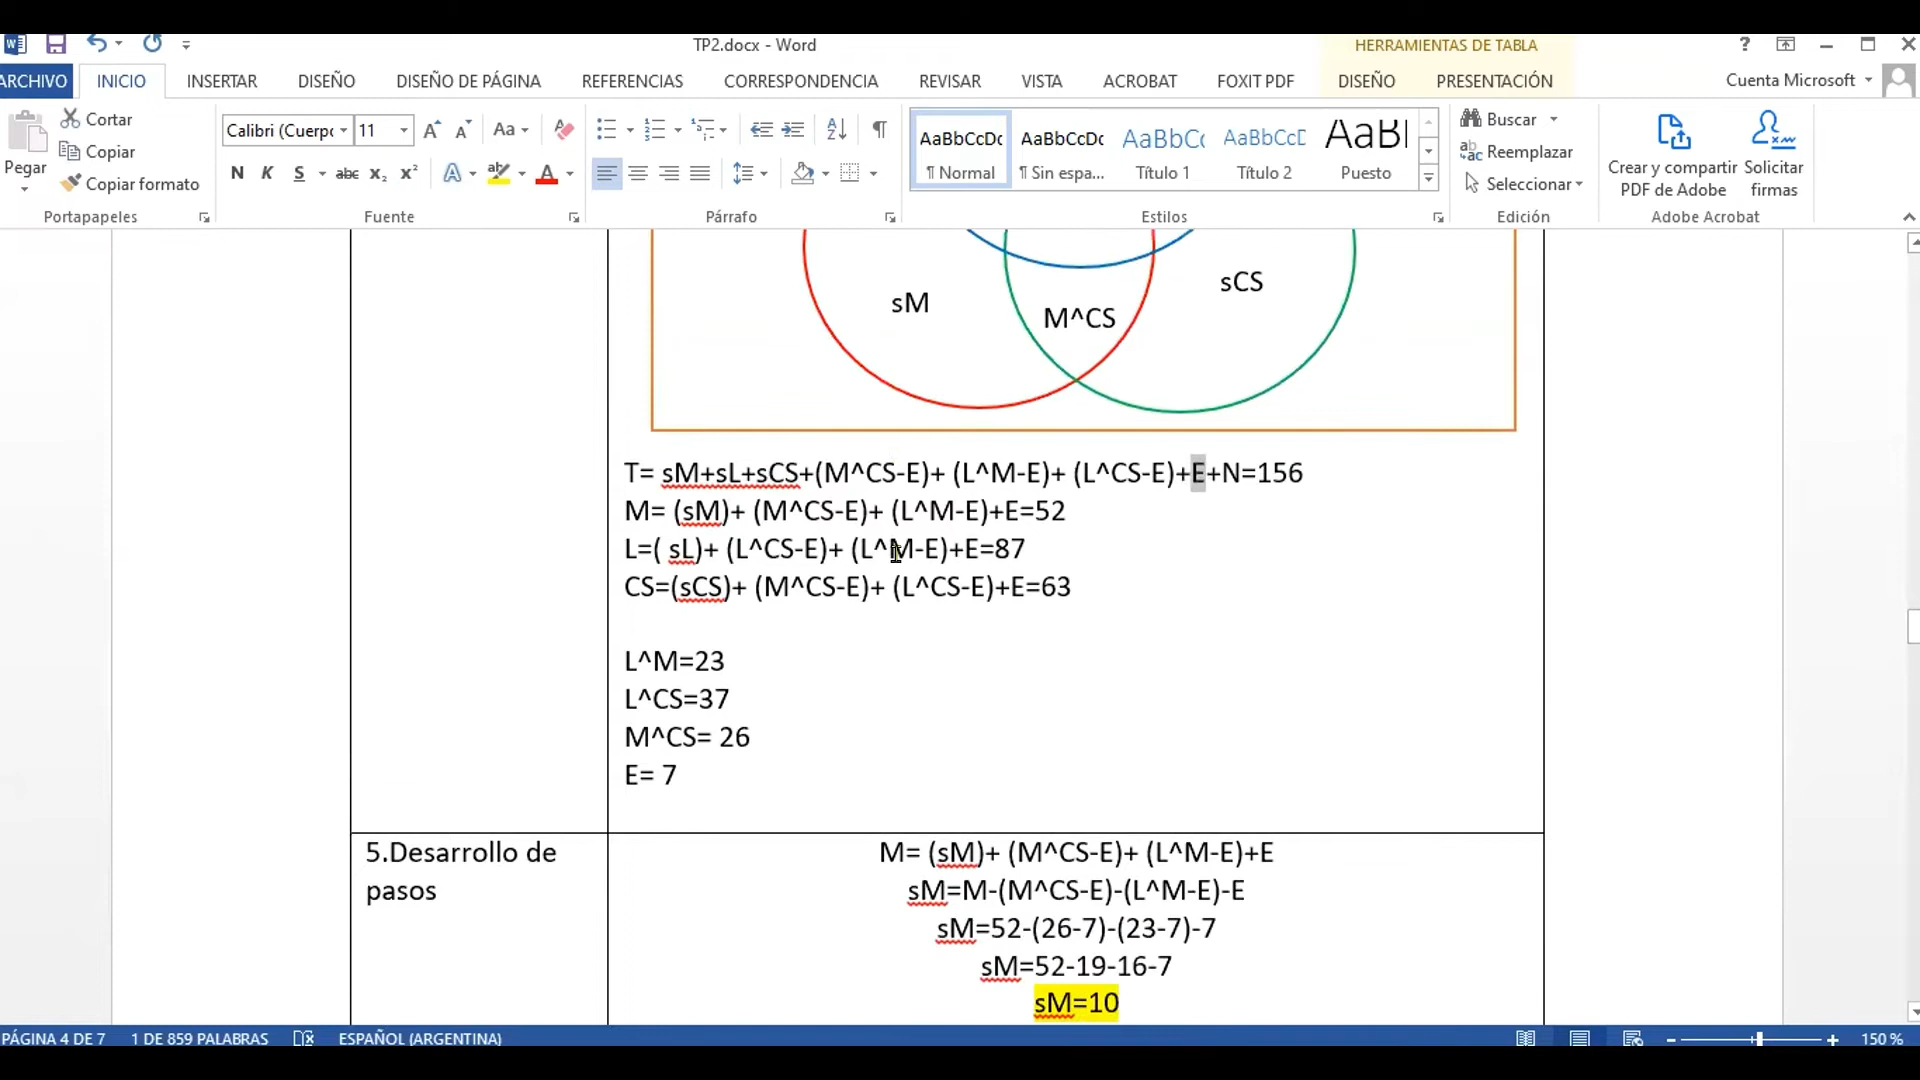 TP2.docx - Word
HERRAMIENTAS DE TABLA
?
ARCHIVO INICIO INSERTAR DISEÑO DISEÑO DE PÁGINA REFERENCIAS CORRESPONDENCIA REVISAR VISTA ACROBAT FOXIT PDF DISEÑO PRESENTACIÓN Cuenta Microsoft
Pegar
Cortar
Copiar
Copiar formato
Portapapeles
Calibri (Cuerpo 11
N K S abc x₂ x²
Fuente
Párrafo
AaBbCcDc AaBbCcDc AaBbCc AaBbCcD AaBl
¶ Normal ¶ Sin espa... Título 1 Título 2 Puesto
Estilos
Buscar
Reemplazar
Seleccionar
Edición
Crear y compartir PDF de Adobe
Solicitar firmas
Adobe Acrobat
sM
M^CS
sCS
T= sM+sL+sCS+(M^CS-E)+ (L^M-E)+ (L^CS-E)+E+N=156
M= (sM)+ (M^CS-E)+ (L^M-E)+E=52
L=( sL)+ (L^CS-E)+ (L^M-E)+E=87
CS=(sCS)+ (M^CS-E)+ (L^CS-E)+E=63
L^M=23
L^CS=37
M^CS= 26
E= 7
5.Desarrollo de
pasos
M= (sM)+ (M^CS-E)+ (L^M-E)+E
sM=M-(M^CS-E)-(L^M-E)-E
sM=52-(26-7)-(23-7)-7
sM=52-19-16-7
sM=10
PÁGINA 4 DE 7 1 DE 859 PALABRAS ESPAÑOL (ARGENTINA) 150 %